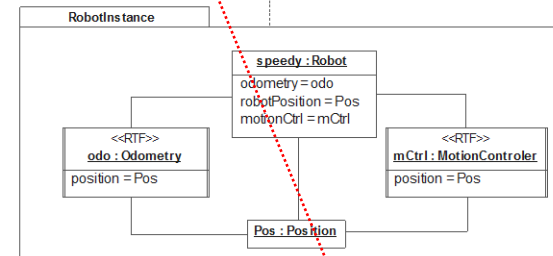 RobotInstance
speedy : Robot
odometry = odo
robotPosition = Pos
motionCtrl = mCtrl
<<RTF>>
odo : Odometry
position = Pos
<<RTF>>
mCtrl : MotionControler
position = Pos
Pos : Position